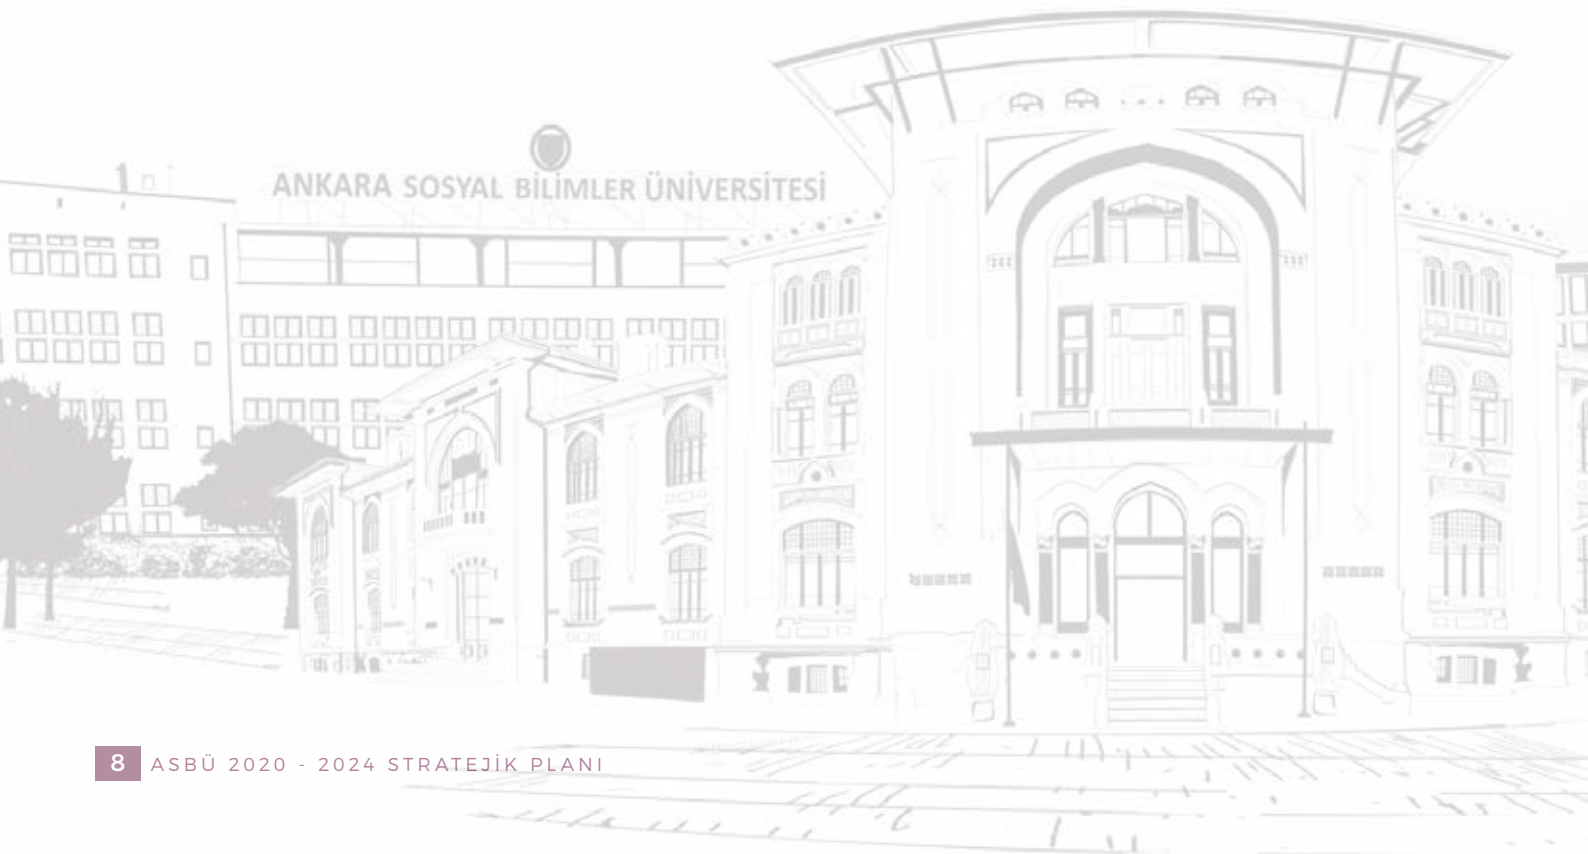 ANKARA SOSYAL BİLİMLER ÜNİVERSİTESİ
8 ASBÜ 2020 - 2024 STRATEJİK PLANI